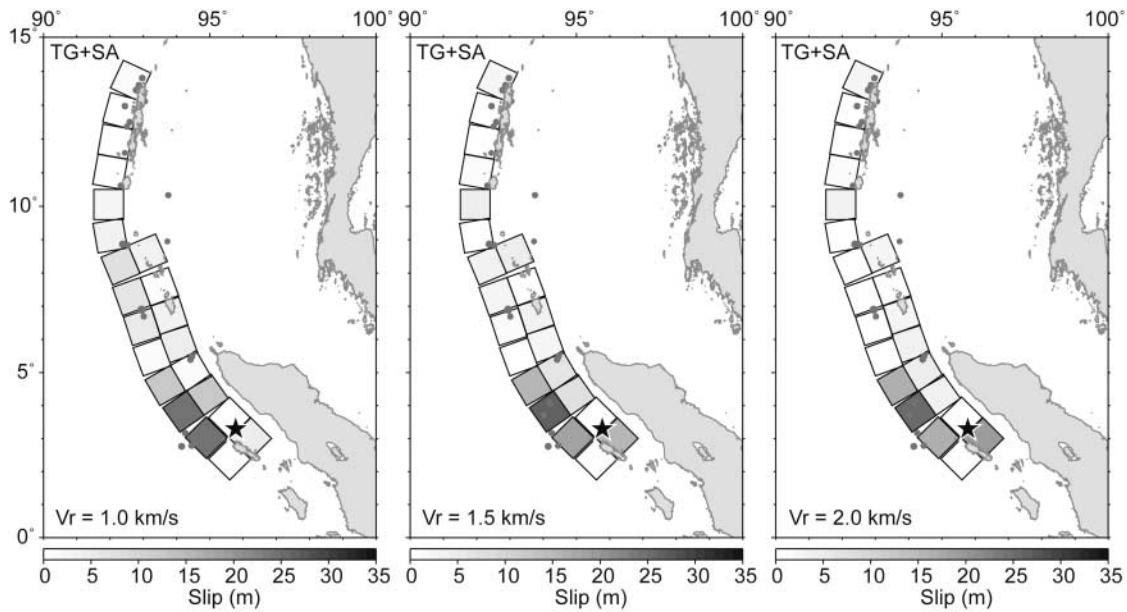 90° 95° 100° 90° 95° 100° 90° 95° 100°
15°
TG+SA TG+SA TG+SA
10°
5°
Vr = 1.0 km/s Vr = 1.5 km/s Vr = 2.0 km/s
0°
0 5 10 15 20 25 30 35 0 5 10 15 20 25 30 35 0 5 10 15 20 25 30 35
Slip (m) Slip (m) Slip (m)